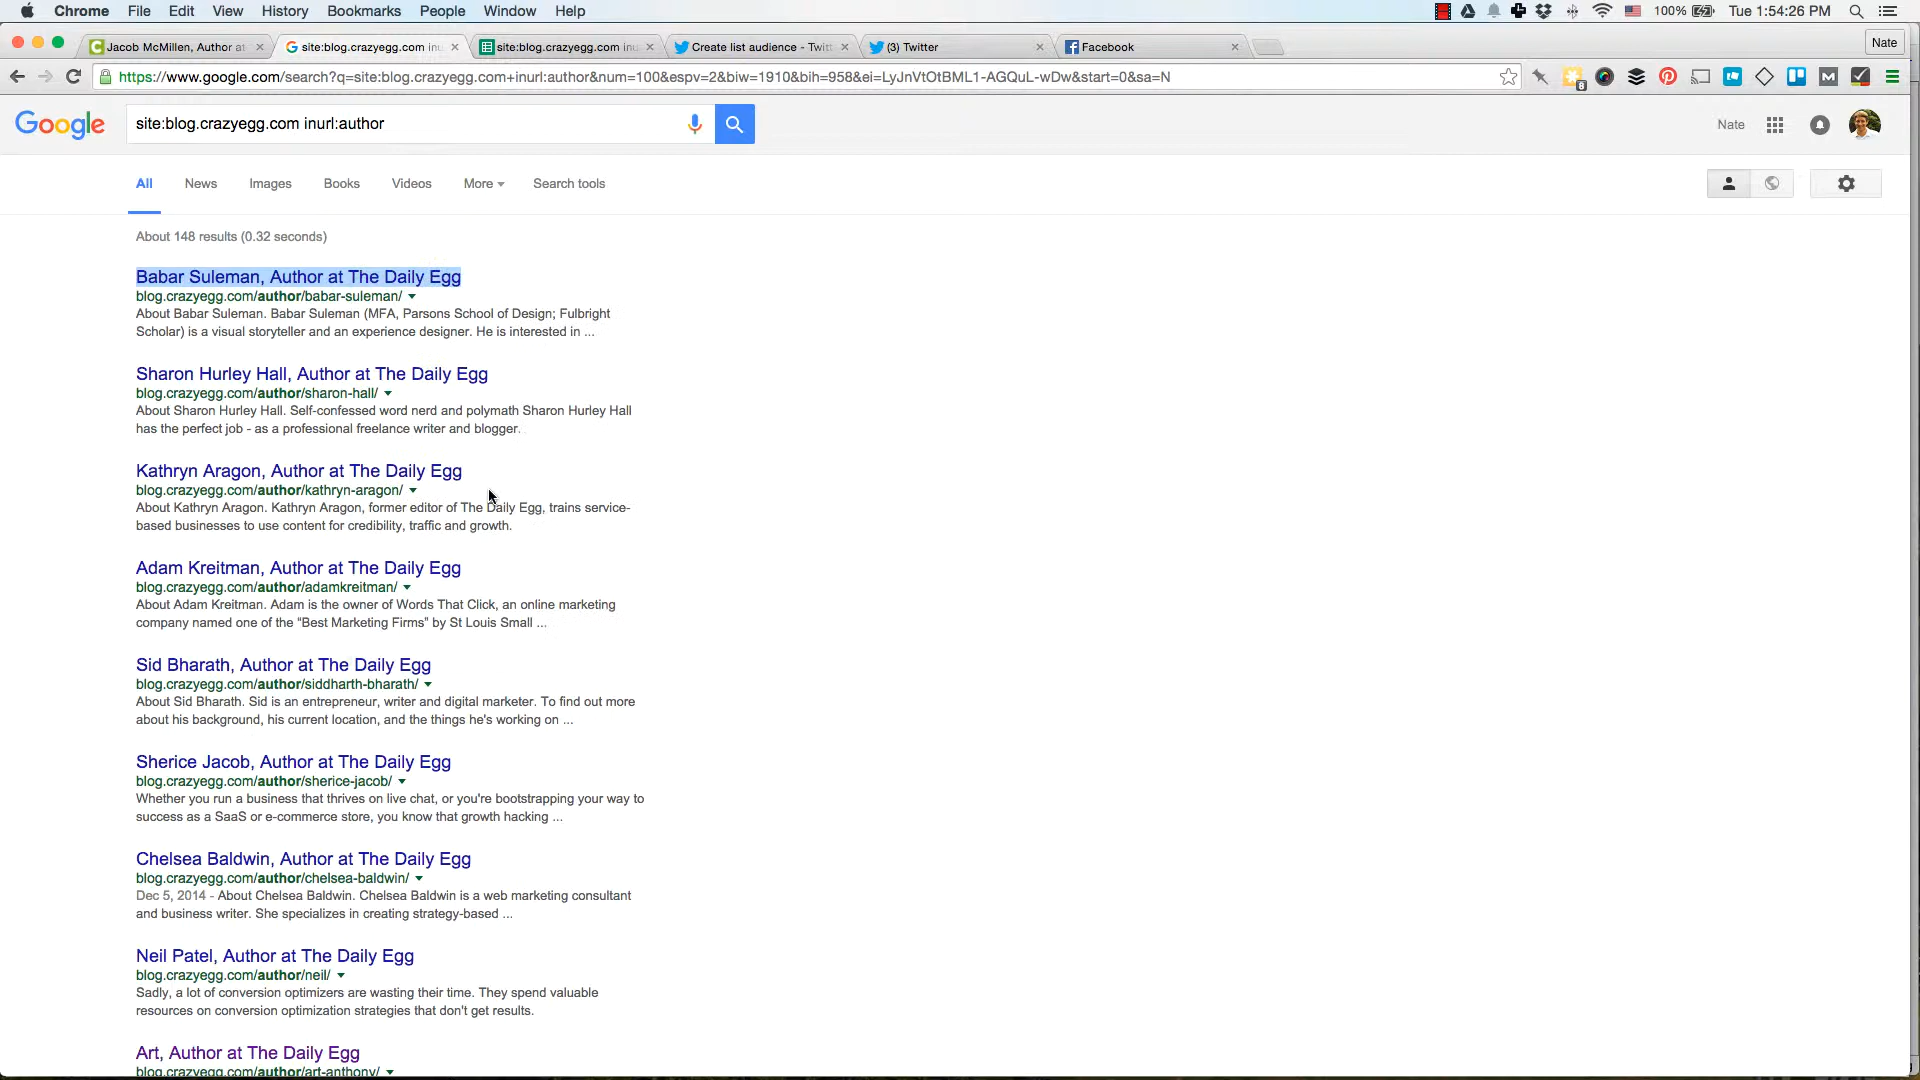 Chrome File Edit View History Bookmarks People Window Help 100% Tue 1:54:26 PM
Jacob McMillen, Author at site:blog.crazyegg.com inu site:blog.crazyegg.com inu Create list audience - Twitt (3) Twitter Facebook Nate
https://www.google.com/search?q=site:blog.crazyegg.com+inurl:author&num=100&espv=2&biw=1910&bih=958&ei=LyJnVtOtBML1-AGQuL-wDw&start=0&sa=N
Google site:blog.crazyegg.com inurl:author Nate
All News Images Books Videos More Search tools
About 148 results (0.32 seconds)
Babar Suleman, Author at The Daily Egg
blog.crazyegg.com/author/babar-suleman/
About Babar Suleman. Babar Suleman (MFA, Parsons School of Design; Fulbright
Scholar) is a visual storyteller and an experience designer. He is interested in ...
Sharon Hurley Hall, Author at The Daily Egg
blog.crazyegg.com/author/sharon-hall/
About Sharon Hurley Hall. Self-confessed word nerd and polymath Sharon Hurley Hall
has the perfect job - as a professional freelance writer and blogger.
Kathryn Aragon, Author at The Daily Egg
blog.crazyegg.com/author/kathryn-aragon/
About Kathryn Aragon. Kathryn Aragon, former editor of The Daily Egg, trains service-
based businesses to use content for credibility, traffic and growth.
Adam Kreitman, Author at The Daily Egg
blog.crazyegg.com/author/adamkreitman/
About Adam Kreitman. Adam is the owner of Words That Click, an online marketing
company named one of the “Best Marketing Firms” by St Louis Small ...
Sid Bharath, Author at The Daily Egg
blog.crazyegg.com/author/siddharth-bharath/
About Sid Bharath. Sid is an entrepreneur, writer and digital marketer. To find out more
about his background, his current location, and the things he's working on ...
Sherice Jacob, Author at The Daily Egg
blog.crazyegg.com/author/sherice-jacob/
Whether you run a business that thrives on live chat, or you're bootstrapping your way to
success as a SaaS or e-commerce store, you know that growth hacking ...
Chelsea Baldwin, Author at The Daily Egg
blog.crazyegg.com/author/chelsea-baldwin/
Dec 5, 2014 - About Chelsea Baldwin. Chelsea Baldwin is a web marketing consultant
and business writer. She specializes in creating strategy-based ...
Neil Patel, Author at The Daily Egg
blog.crazyegg.com/author/neil/
Sadly, a lot of conversion optimizers are wasting their time. They spend valuable
resources on conversion optimization strategies that don't get results.
Art, Author at The Daily Egg
blog.crazyegg.com/author/art-anthony/